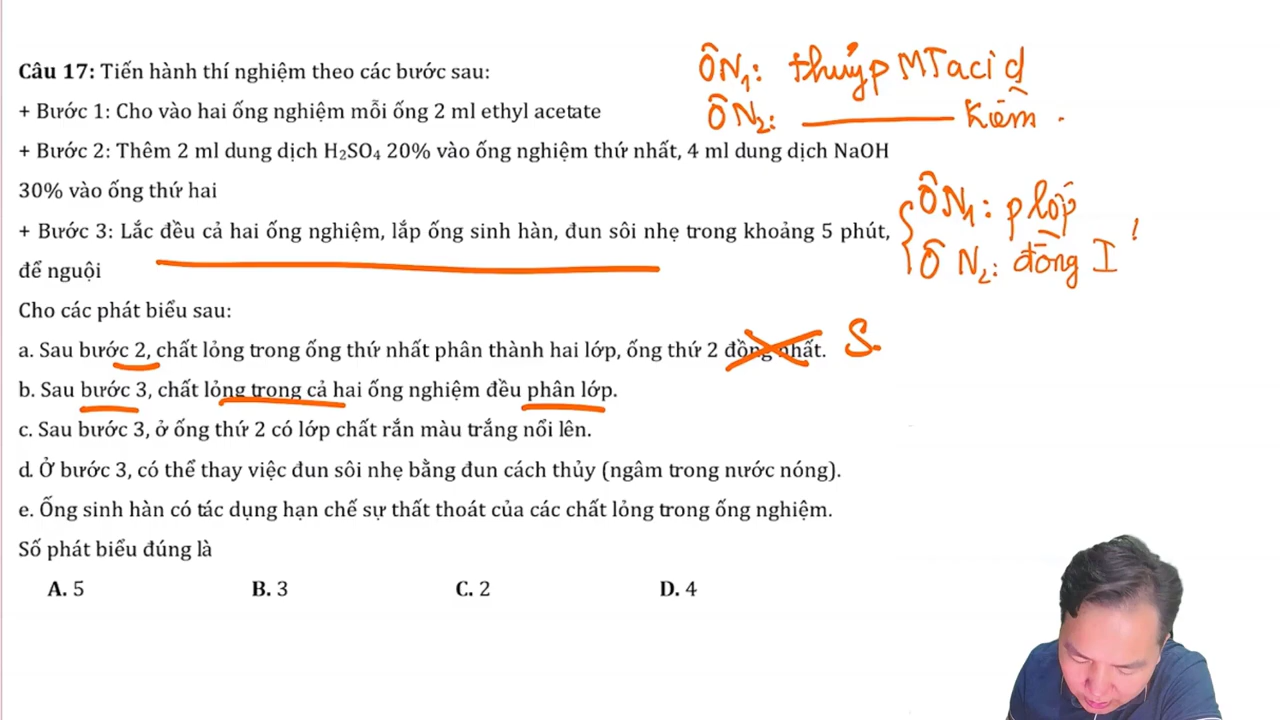 Câu 17: Tiến hành thí nghiệm theo các bước sau:
+ Bước 1: Cho vào hai ống nghiệm mỗi ống 2 ml ethyl acetate
+ Bước 2: Thêm 2 ml dung dịch H₂SO₄ 20% vào ống nghiệm thứ nhất, 4 ml dung dịch NaOH
30% vào ống thứ hai
+ Bước 3: Lắc đều cả hai ống nghiệm, lắp ống sinh hàn, đun sôi nhẹ trong khoảng 5 phút,
để nguội
Cho các phát biểu sau:
a. Sau bước 2, chất lỏng trong ống thứ nhất phân thành hai lớp, ống thứ 2 đồng nhất. S.
b. Sau bước 3, chất lỏng trong cả hai ống nghiệm đều phân lớp.
c. Sau bước 3, ở ống thứ 2 có lớp chất rắn màu trắng nổi lên.
d. Ở bước 3, có thể thay việc đun sôi nhẹ bằng đun cách thủy (ngâm trong nước nóng).
e. Ống sinh hàn có tác dụng hạn chế sự thất thoát của các chất lỏng trong ống nghiệm.
Số phát biểu đúng là
A. 5 B. 3 C. 2 D. 4
ÔN₁: thủy p MT acid
ÔN₂: kiềm.
ÔN₁: p lớp
ÔN₂: đồng I !